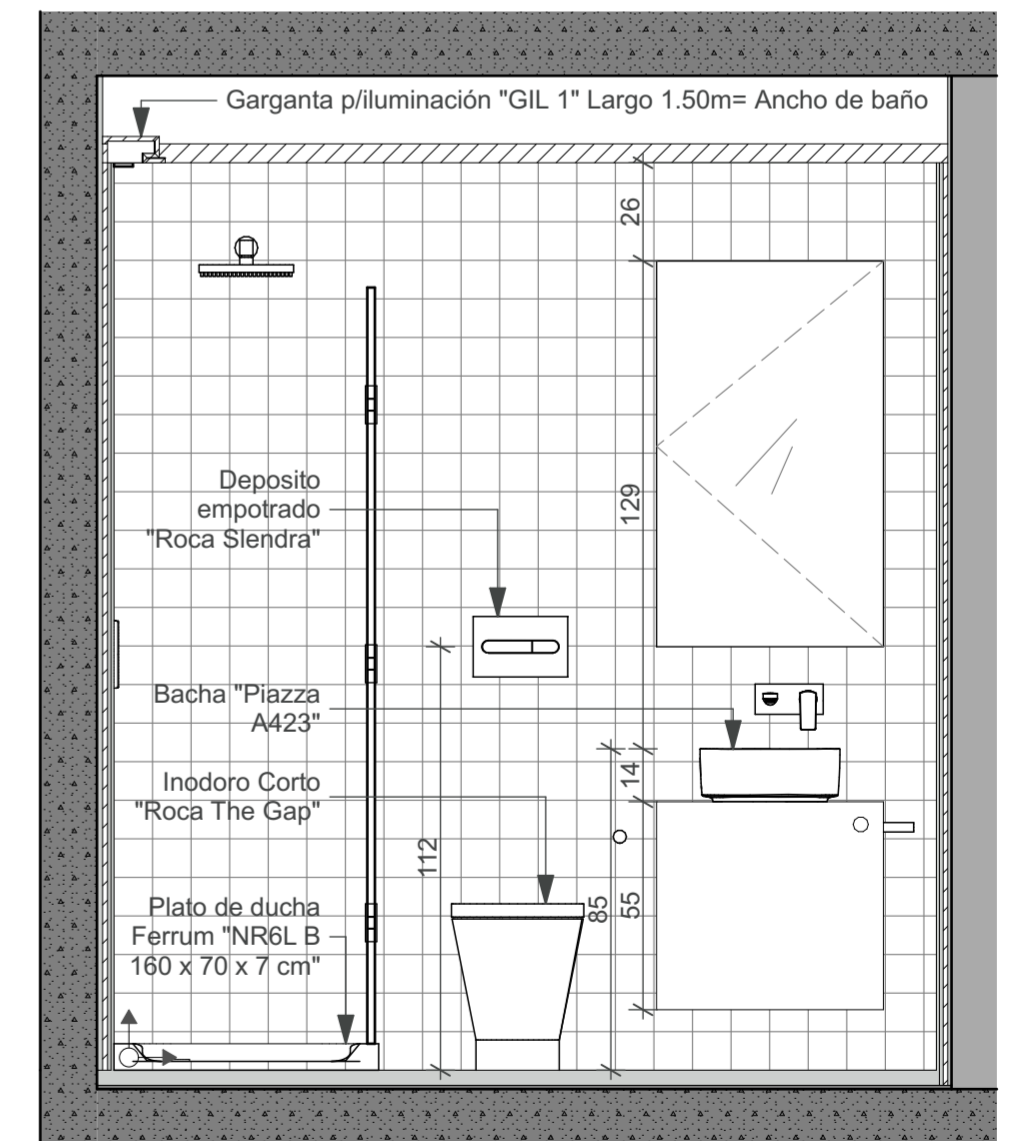 Garganta p/iluminación "GIL 1" Largo 1.50m= Ancho de baño
26
Deposito
empotrado
"Roca Slendra"
129
Bacha "Piazza
A423"
14
Inodoro Corto
"Roca The Gap"
112
85
55
Plato de ducha
Ferrum "NR6L B
160 x 70 x 7 cm"